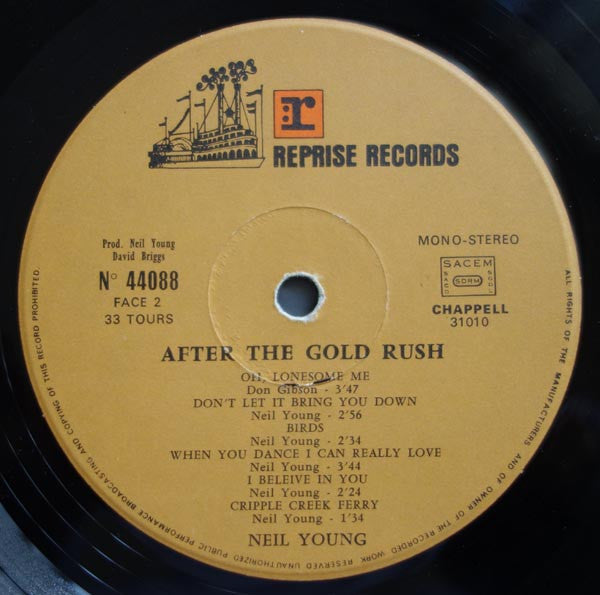 r
REPRISE RECORDS
Prod. Neil Young
David Briggs
N° 44088
FACE 2
33 TOURS
MONO-STEREO
SACEM
SACD SDRM SGDL
CHAPPELL
31010
AFTER THE GOLD RUSH
OH, LONESOME ME
Don Gibson - 3'47
DON'T LET IT BRING YOU DOWN
Neil Young - 2'56
BIRDS
Neil Young - 2'34
WHEN YOU DANCE I CAN REALLY LOVE
Neil Young - 3'44
I BELEIVE IN YOU
Neil Young - 2'24
CRIPPLE CREEK FERRY
Neil Young - 1'34
NEIL YOUNG
ALL RIGHTS OF THE MANUFACTURERS AND OF OWNER OF THE RECORDED WORK RESERVED UNAUTHORIZED PUBLIC PERFORMANCE BROADCASTING AND COPYING OF THIS RECORD PROHIBITED.